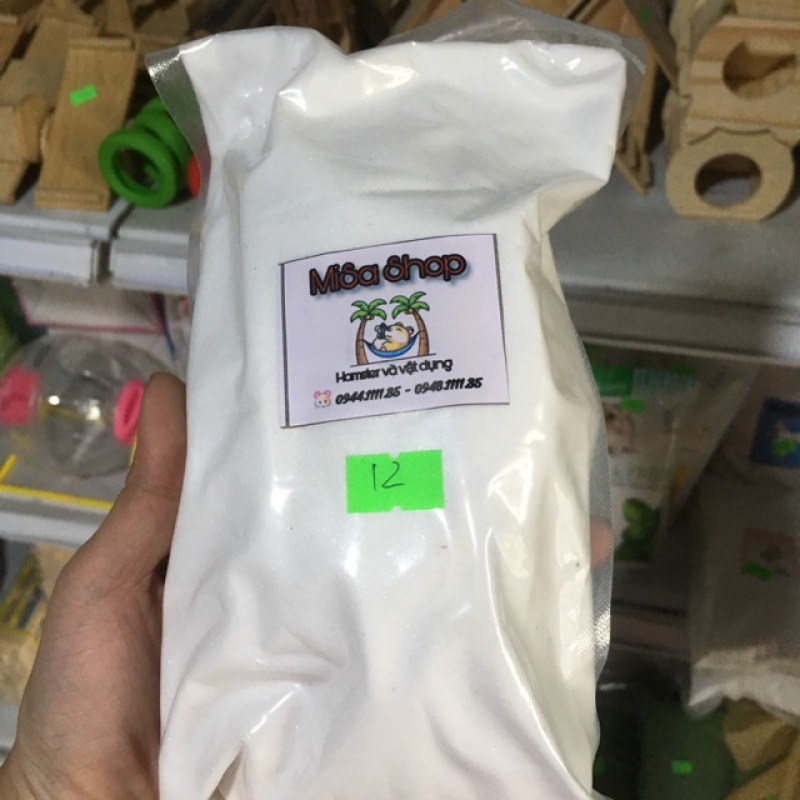 MiSa Shop
Hamster và vật dụng
0944.1111.85 - 0948.1111.85
12